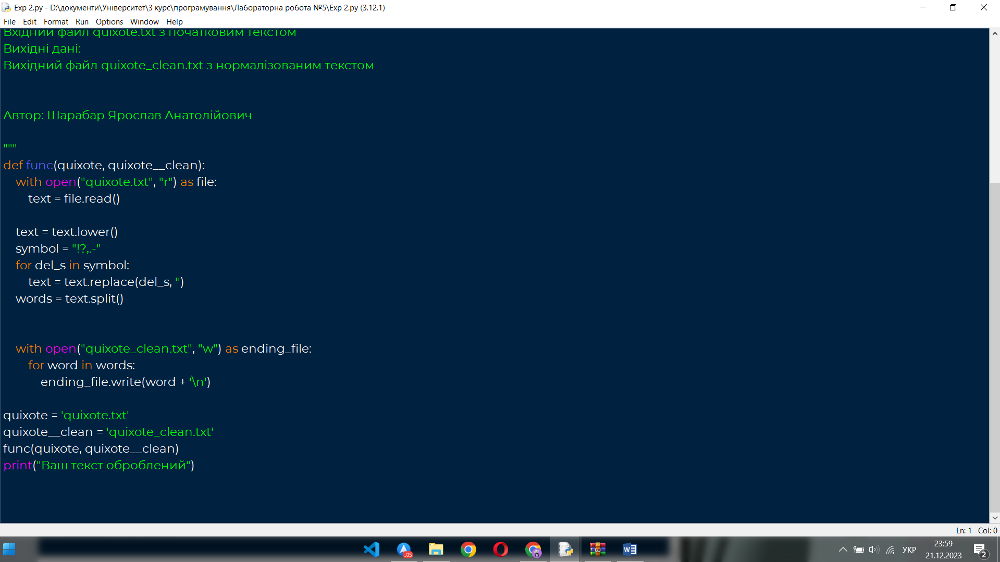 Exp 2.py - D:\документи\Університет\3 курс\програмування\Лабораторна робота №5\Exp 2.py (3.12.1)
File Edit Format Run Options Window Help
Вхідний файл quixote.txt з початковим текстом
Вихідні дані:
Вихідний файл quixote_clean.txt з нормалізованим текстом
Автор: Шарабар Ярослав Анатолійович
"""
def func(quixote, quixote__clean):
    with open("quixote.txt", "r") as file:
        text = file.read()
    text = text.lower()
    symbol = "!?,.-"
    for del_s in symbol:
        text = text.replace(del_s, '')
    words = text.split()
    with open("quixote_clean.txt", "w") as ending_file:
        for word in words:
            ending_file.write(word + '\n')
quixote = 'quixote.txt'
quixote__clean = 'quixote_clean.txt'
func(quixote, quixote__clean)
print("Ваш текст оброблений")
Ln: 1 Col: 0
.05
УКР
23:59
21.12.2023
2